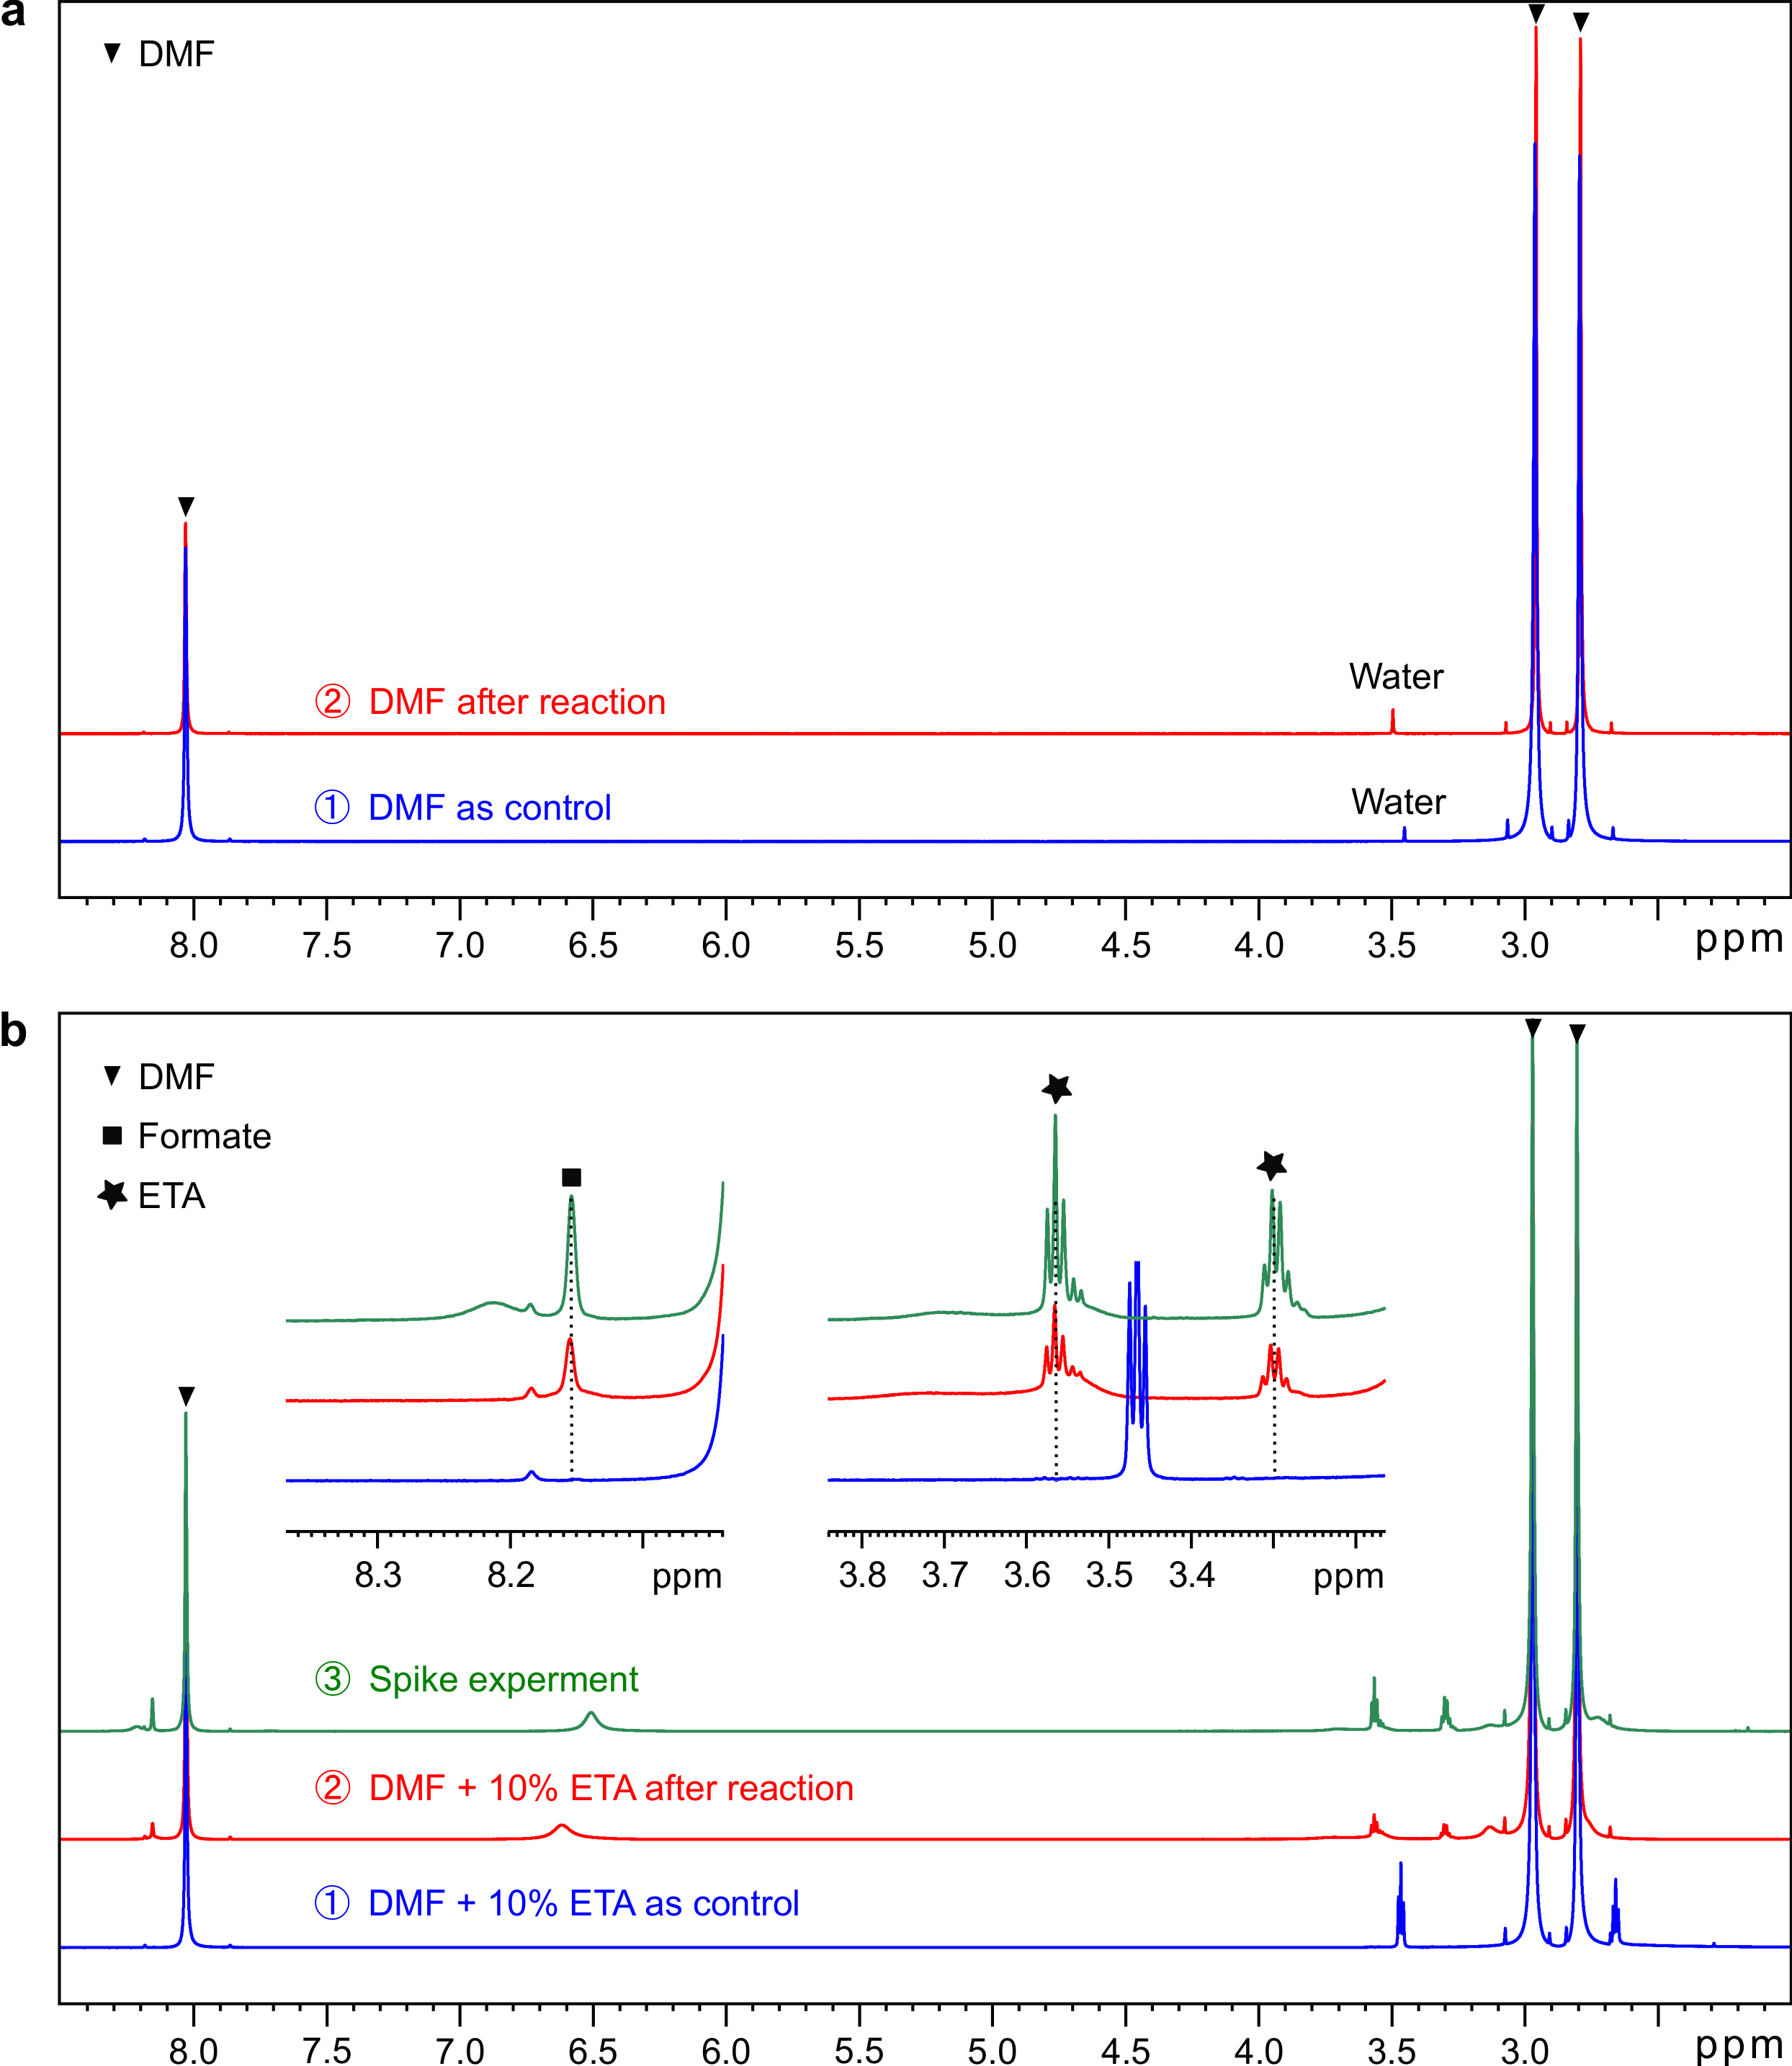 a
▼ DMF
Water
② DMF after reaction
Water
① DMF as control
8.0 7.5 7.0 6.5 6.0 5.5 5.0 4.5 4.0 3.5 3.0 ppm
b
▼ DMF
■ Formate
★ ETA
8.3 8.2 ppm
3.8 3.7 3.6 3.5 3.4 ppm
③ Spike experment
② DMF + 10% ETA after reaction
① DMF + 10% ETA as control
8.0 7.5 7.0 6.5 6.0 5.5 5.0 4.5 4.0 3.5 3.0 ppm